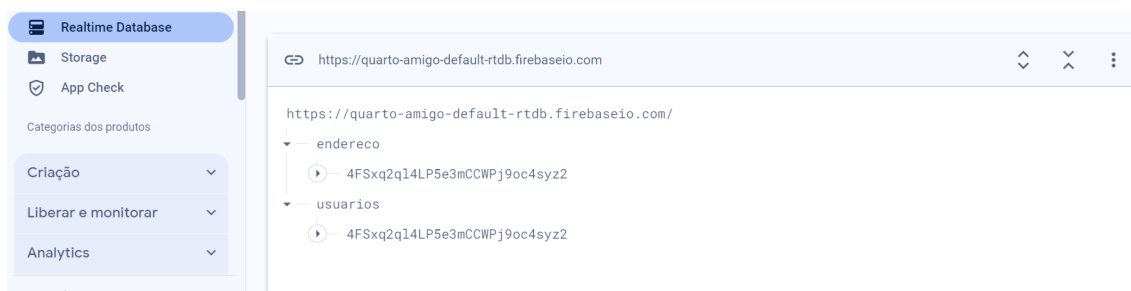 Realtime Database
Storage
App Check
Categorias dos produtos
Criação
Liberar e monitorar
Analytics
https://quarto-amigo-default-rtdb.firebaseio.com
https://quarto-amigo-default-rtdb.firebaseio.com/
endereco
4FSxq2ql4LP5e3mCCWPj9oc4syz2
usuarios
4FSxq2ql4LP5e3mCCWPj9oc4syz2